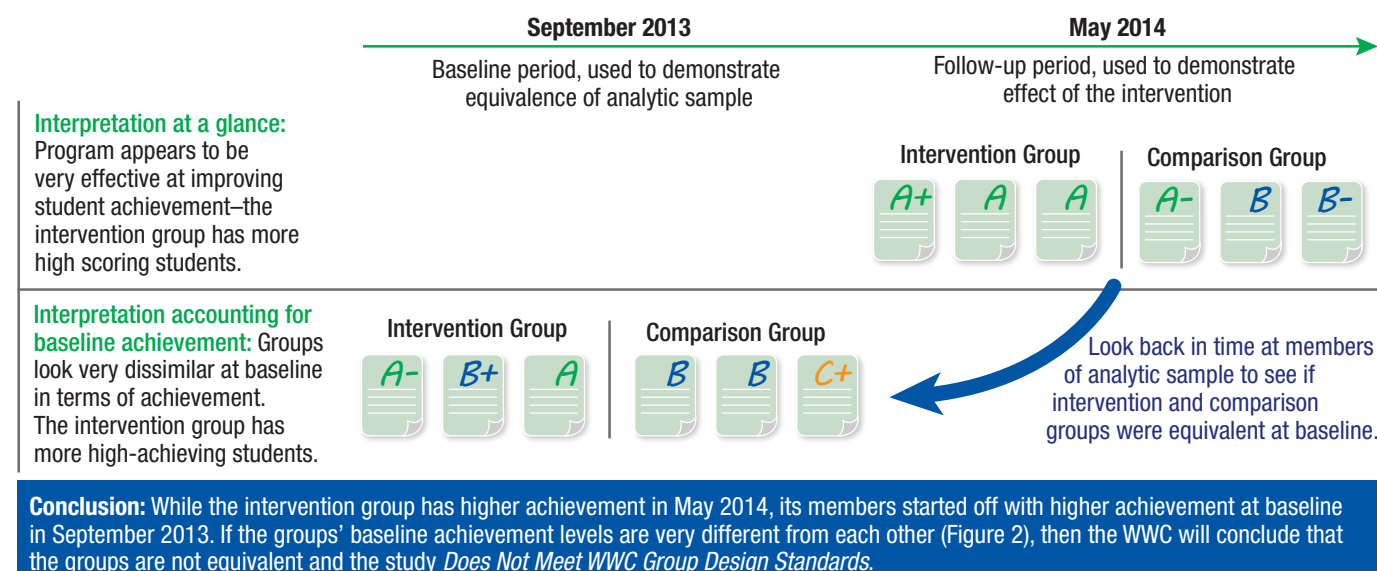 September 2013
May 2014
Baseline period, used to demonstrate
equivalence of analytic sample
Follow-up period, used to demonstrate
effect of the intervention
Interpretation at a glance:
Program appears to be
very effective at improving
student achievement–the
intervention group has more
high scoring students.
Intervention Group
Comparison Group
A+
A
A
A-
B
B-
Interpretation accounting for
baseline achievement: Groups
look very dissimilar at baseline
in terms of achievement.
The intervention group has
more high-achieving students.
Intervention Group
Comparison Group
A-
B+
A
B
B
C+
Look back in time at members
of analytic sample to see if
intervention and comparison
groups were equivalent at baseline.
Conclusion: While the intervention group has higher achievement in May 2014, its members started off with higher achievement at baseline
in September 2013. If the groups’ baseline achievement levels are very different from each other (Figure 2), then the WWC will conclude that
the groups are not equivalent and the study Does Not Meet WWC Group Design Standards.